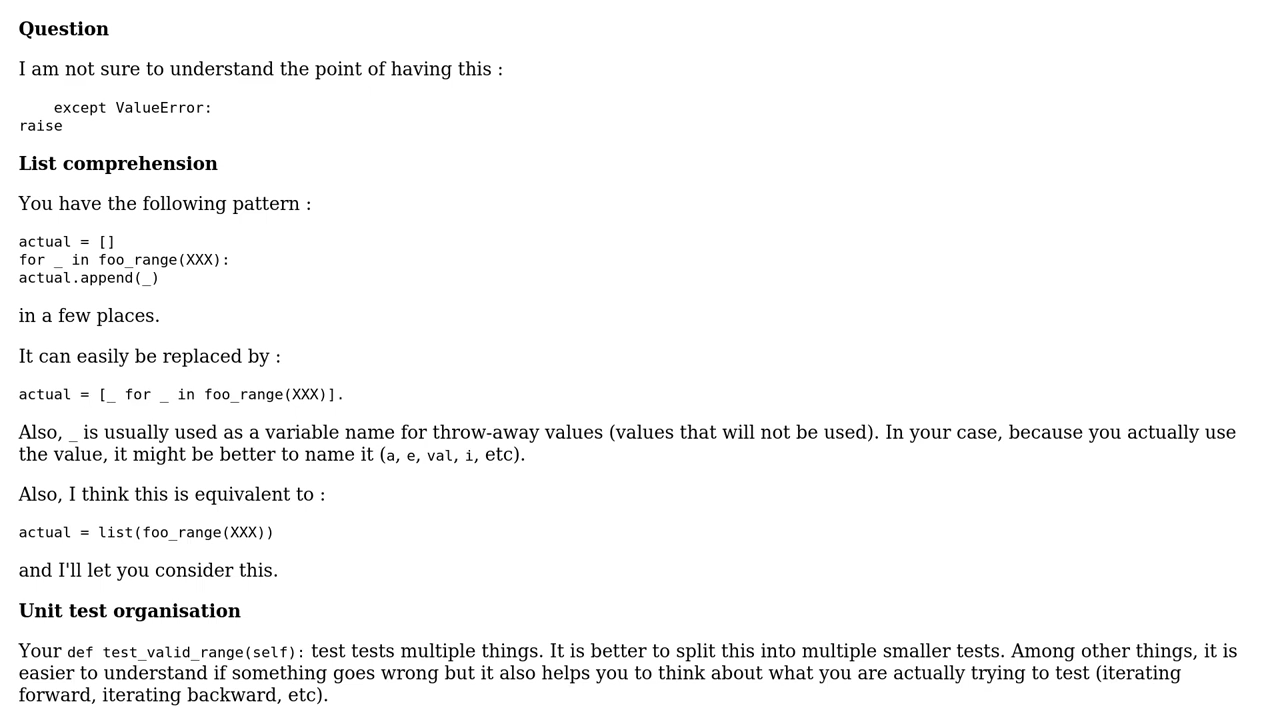 Question
I am not sure to understand the point of having this :
    except ValueError:
raise
List comprehension
You have the following pattern :
actual = []
for _ in foo_range(XXX):
actual.append(_)
in a few places.
It can easily be replaced by :
actual = [_ for _ in foo_range(XXX)].
Also, _ is usually used as a variable name for throw-away values (values that will not be used). In your case, because you actually use
the value, it might be better to name it (a, e, val, i, etc).
Also, I think this is equivalent to :
actual = list(foo_range(XXX))
and I'll let you consider this.
Unit test organisation
Your def test_valid_range(self): test tests multiple things. It is better to split this into multiple smaller tests. Among other things, it is
easier to understand if something goes wrong but it also helps you to think about what you are actually trying to test (iterating
forward, iterating backward, etc).